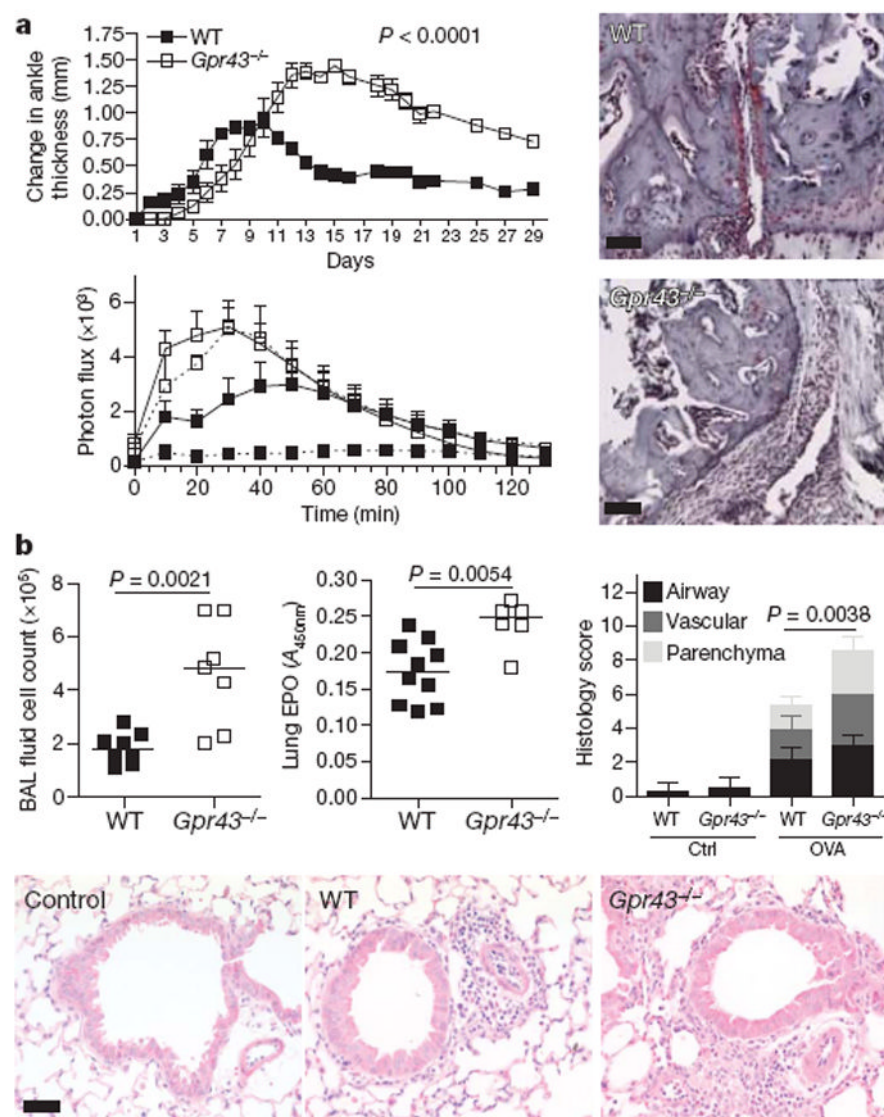 a
WT
Gpr43–/–
P < 0.0001
Change in ankle
thickness (mm)
1.75
1.50
1.25
1.00
0.75
0.50
0.25
0.00
1 3 5 7 9 11 13 15 17 19 21 23 25 27 29
Days
WT
Gpr43–/–
Photon flux (×10³)
6
4
2
0
0 20 40 60 80 100 120
Time (min)
b
P = 0.0021
BAL fluid cell count (×10⁵)
8
6
4
2
0
WT Gpr43–/–
P = 0.0054
Lung EPO (A450nm)
0.30
0.25
0.20
0.15
0.10
0.05
0.00
WT Gpr43–/–
Airway
Vascular
Parenchyma
P = 0.0038
Histology score
12
10
8
6
4
2
0
WT Gpr43–/– WT Gpr43–/–
Ctrl OVA
Control
WT
Gpr43–/–